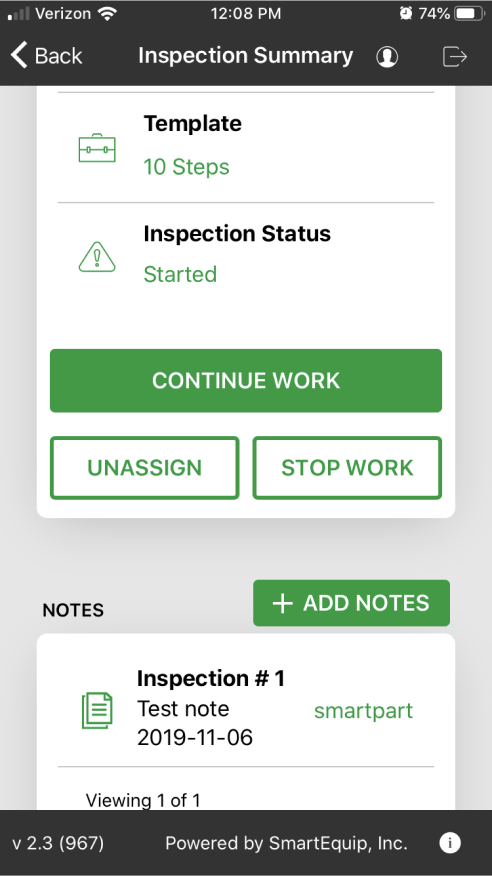 Verizon 12:08 PM 74%
Back Inspection Summary
Template
10 Steps
Inspection Status
Started
CONTINUE WORK
UNASSIGN STOP WORK
NOTES + ADD NOTES
Inspection # 1
Test note
smartpart
2019-11-06
Viewing 1 of 1
v 2.3 (967) Powered by SmartEquip, Inc.